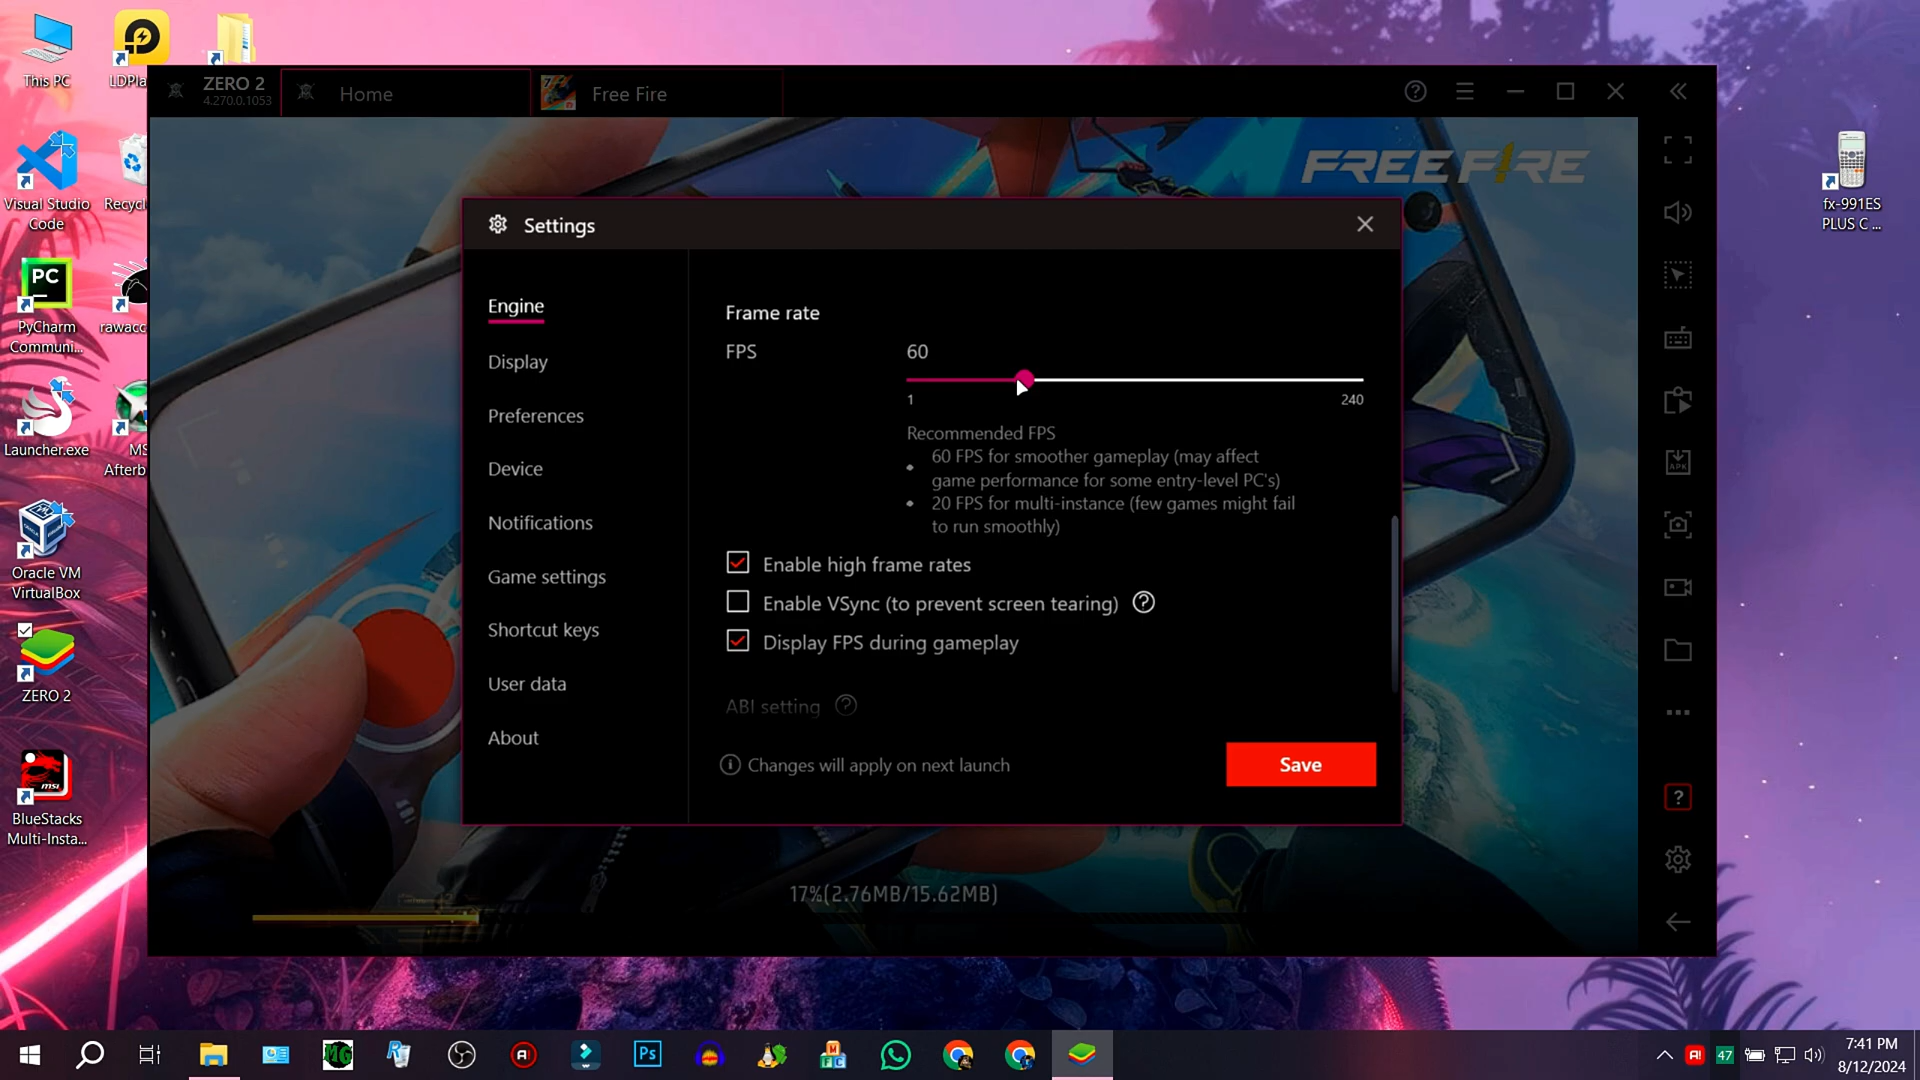 This PC
LDPla
ZERO 2
4.270.0.1053
Home
Free Fire
FREE FIRE
Visual Studio
Code
Recycl
fx-991ES
PLUS C ...
PC
PyCharm
Communi...
rawacc
Launcher.exe
MS
Afterb
Oracle VM
VirtualBox
ZERO 2
msi
BlueStacks
Multi-Insta...
Settings
Engine
Display
Preferences
Device
Notifications
Game settings
Shortcut keys
User data
About
Frame rate
FPS
60
1
240
Recommended FPS
60 FPS for smoother gameplay (may affect
game performance for some entry-level PC's)
20 FPS for multi-instance (few games might fail
to run smoothly)
Enable high frame rates
Enable VSync (to prevent screen tearing)
Display FPS during gameplay
ABI setting
Changes will apply on next launch
Save
APK
17%(2.76MB/15.62MB)
MG
A!
Ps
M
F C
A!
47
7:41 PM
8/12/2024